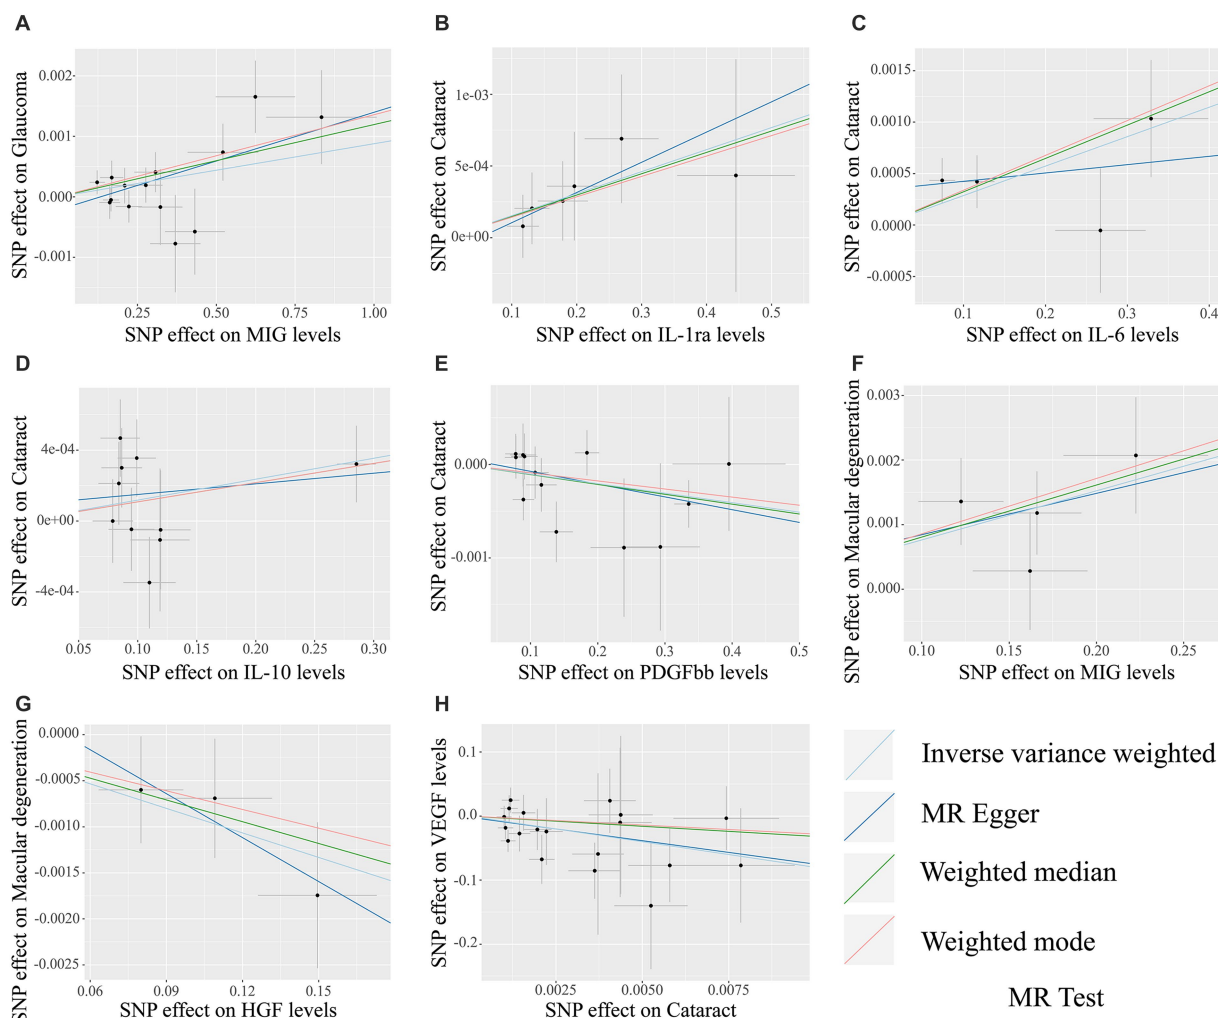 A
SNP effect on Glaucoma
0.002
0.001
0.000
-0.001
0.25
0.50
0.75
1.00
SNP effect on MIG levels
B
SNP effect on Cataract
1e-03
5e-04
0e+00
0.1
0.2
0.3
0.4
0.5
SNP effect on IL-1ra levels
C
SNP effect on Cataract
0.0015
0.0010
0.0005
0.0000
-0.0005
0.1
0.2
0.3
0.4
SNP effect on IL-6 levels
D
SNP effect on Cataract
4e-04
0e+00
-4e-04
0.05
0.10
0.15
0.20
0.25
0.30
SNP effect on IL-10 levels
E
SNP effect on Cataract
0.000
-0.001
0.1
0.2
0.3
0.4
0.5
SNP effect on PDGFbb levels
F
SNP effect on Macular degeneration
0.003
0.002
0.001
0.000
0.10
0.15
0.20
0.25
SNP effect on MIG levels
G
SNP effect on Macular degeneration
0.0000
-0.0005
-0.0010
-0.0015
-0.0020
-0.0025
0.06
0.09
0.12
0.15
SNP effect on HGF levels
H
SNP effect on VEGF levels
0.1
0.0
-0.1
-0.2
0.0025
0.0050
0.0075
SNP effect on Cataract
Inverse variance weighted
MR Egger
Weighted median
Weighted mode
MR Test